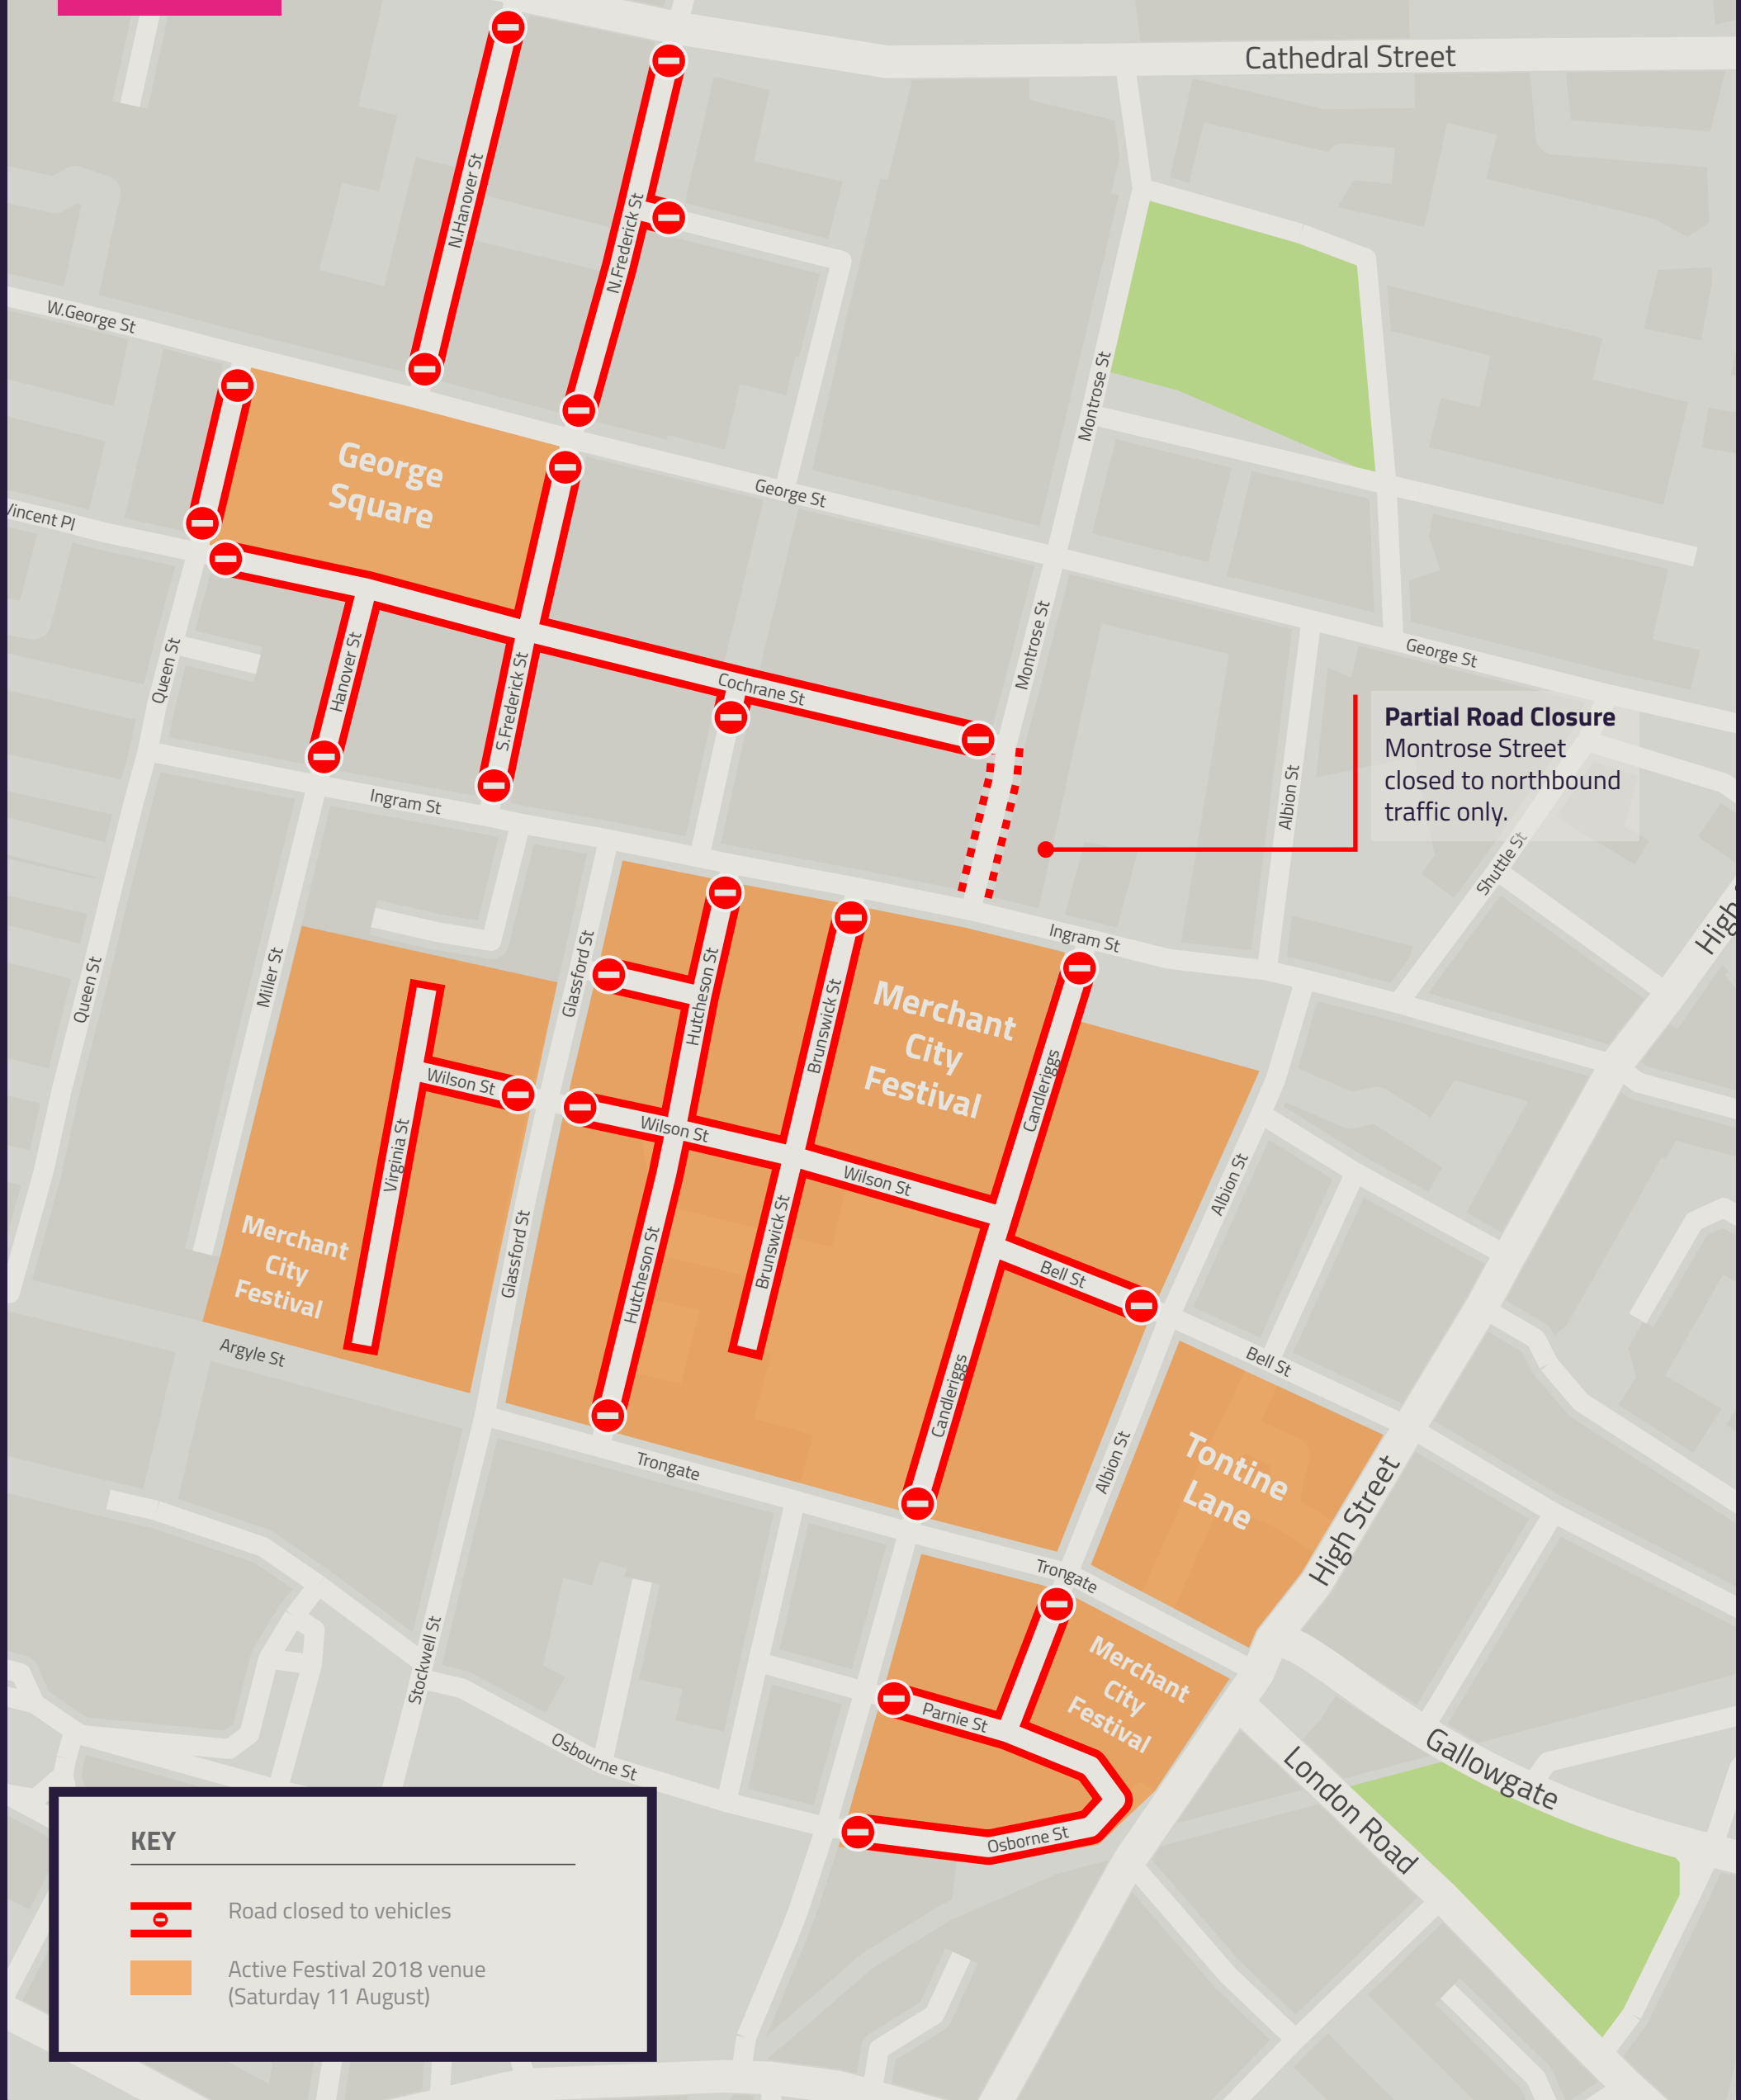 Cathedral Street
N.Hanover St
N.Frederick St
W.George St
George
Square
Montrose St
George St
Vincent Pl
Queen St
Hanover St
S.Frederick St
Cochrane St
Montrose St
George St
Partial Road Closure
Montrose Street
closed to northbound
traffic only.
Albion St
Ingram St
Shuttle St
High
Ingram St
Queen St
Miller St
Glassford St
Hutcheson St
Brunswick St
Merchant
City
Festival
Candleriggs
Wilson St
Wilson St
Wilson St
Virginia St
Albion St
Merchant
City
Festival
Glassford St
Hutcheson St
Brunswick St
Bell St
Argyle St
Candleriggs
Bell St
Trongate
Albion St
Tontine
Lane
High Street
Trongate
Stockwell St
Osbourne St
Parnie St
Merchant
City
Festival
Osborne St
Gallowgate
London Road
KEY
Road closed to vehicles
Active Festival 2018 venue
(Saturday 11 August)